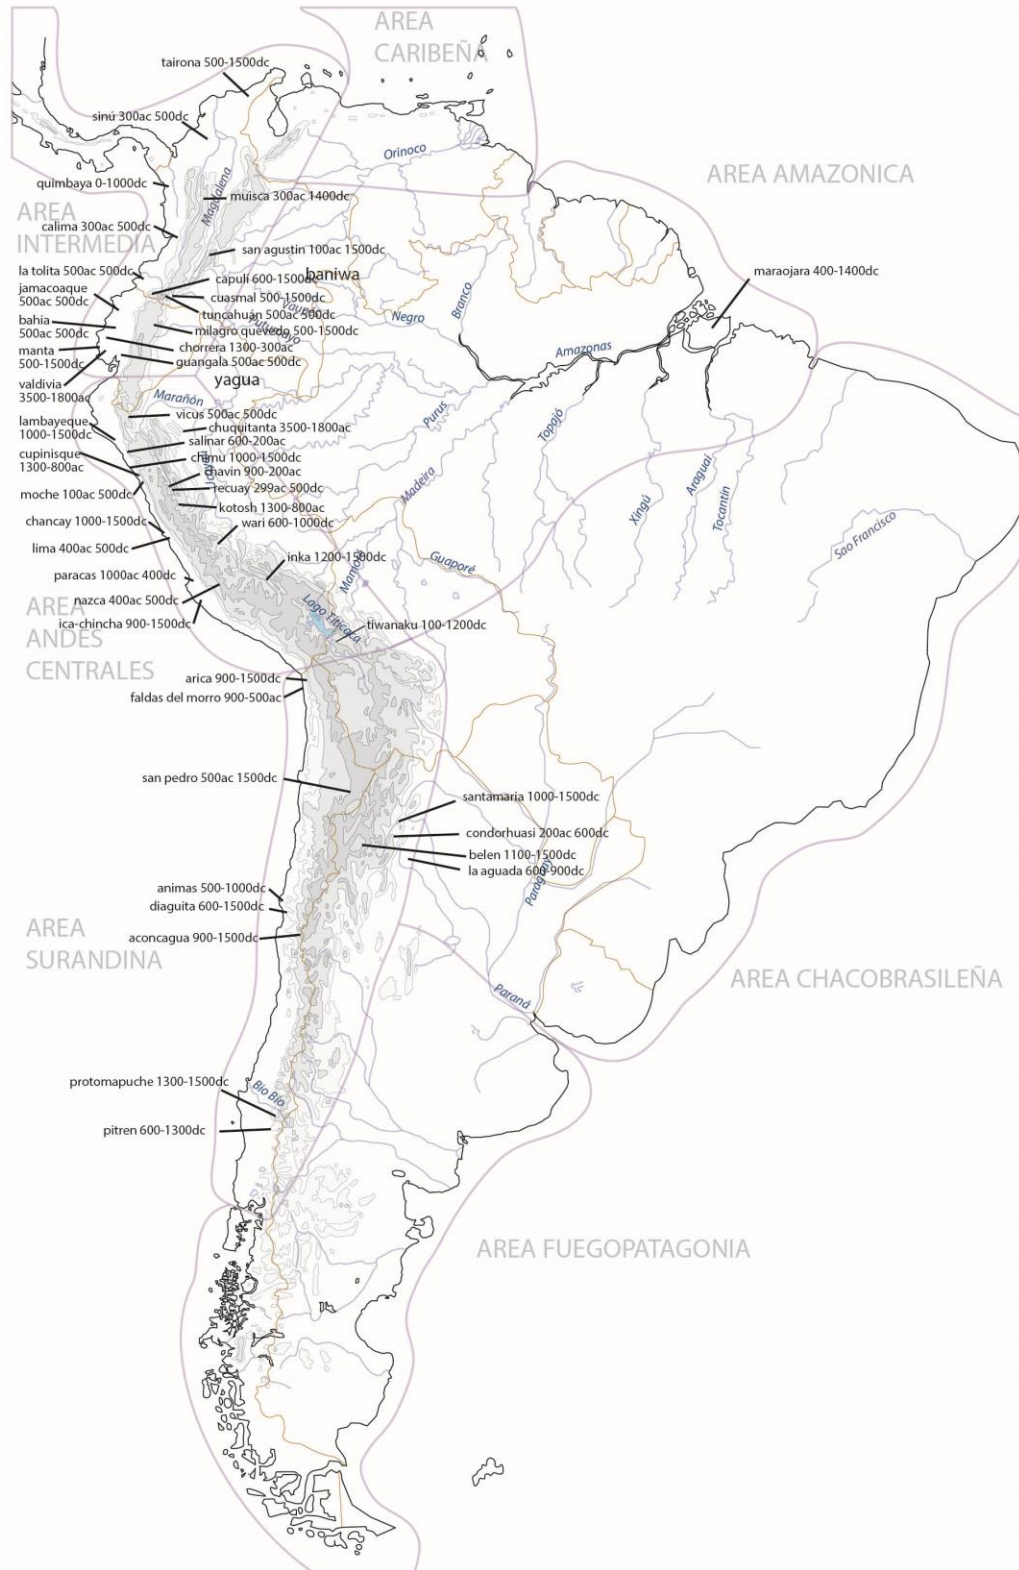 AREA
CARIBEÑA
tairona 500-1500dc
sinú 300ac 500dc
Orinoco
AREA AMAZONICA
quimbaya 0-1000dc
Magdalena
muisca 300ac 1400dc
AREA
INTERMEDIA
calima 300ac 500dc
san agustin 100ac 1500dc
la tolita 500ac 500dc
capulí 600-1500dc
baniwa
maraojara 400-1400dc
jamacoaque
500ac 500dc
cuasmal 500-1500dc
tuncahuán 500ac 500dc
Putumayo
Negro
Branco
bahia
500ac 500dc
milagro quevedo 500-1500dc
chorrera 1300-300ac
Amazonas
manta
500-1500dc
guangala 500ac 500dc
yagua
valdivia
3500-1800ac
Marañón
vicus 500ac 500dc
Purus
Topajó
lambayeque
1000-1500dc
chuquitanta 3500-1800ac
salinar 600-200ac
cupinisque
1300-800ac
chimu 1000-1500dc
chavin 900-200ac
recuay 299ac 500dc
Madeira
Xingú
Araguai
Tocantin
moche 100ac 500dc
kotosh 1300-800ac
chancay 1000-1500dc
wari 600-1000dc
Sao Francisco
lima 400ac 500dc
inka 1200-1500dc
Mamoré
Guaporé
paracas 1000ac 400dc
nazca 400ac 500dc
Lago Titicaca
AREA
ANDES
CENTRALES
ica-chincha 900-1500dc
tiwanaku 100-1200dc
arica 900-1500dc
faldas del morro 900-500ac
san pedro 500ac 1500dc
santamaria 1000-1500dc
condorhuasi 200ac 600dc
belen 1100-1500dc
la aguada 600-900dc
Paraguay
animas 500-1000dc
diaguita 600-1500dc
AREA
SURANDINA
aconcagua 900-1500dc
AREA CHACOBRASILEÑA
Paraná
protomapuche 1300-1500dc
Bio Bio
pitren 600-1300dc
AREA FUEGOPATAGONIA